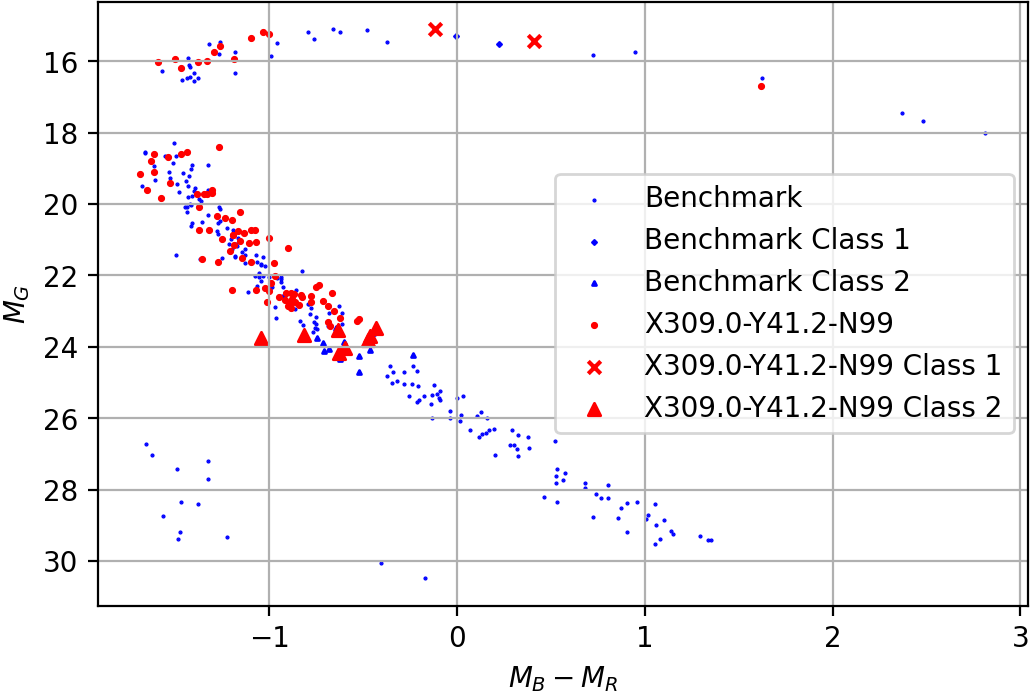 16
18
20
22
24
26
28
30
M_G
Benchmark
Benchmark Class 1
Benchmark Class 2
X309.0-Y41.2-N99
X309.0-Y41.2-N99 Class 1
X309.0-Y41.2-N99 Class 2
−1 0 1 2 3
M_B − M_R